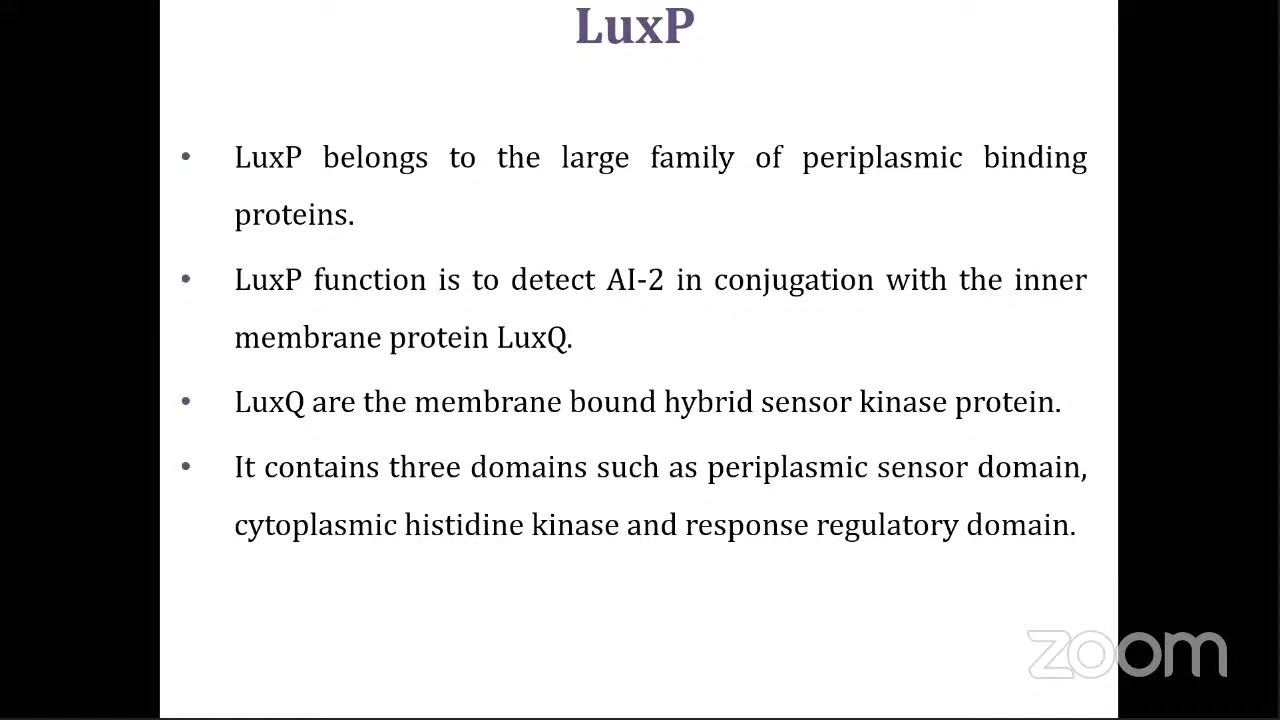 LuxP
• LuxP belongs to the large family of periplasmic binding
proteins.
• LuxP function is to detect AI-2 in conjugation with the inner
membrane protein LuxQ.
• LuxQ are the membrane bound hybrid sensor kinase protein.
• It contains three domains such as periplasmic sensor domain,
cytoplasmic histidine kinase and response regulatory domain.
zoom